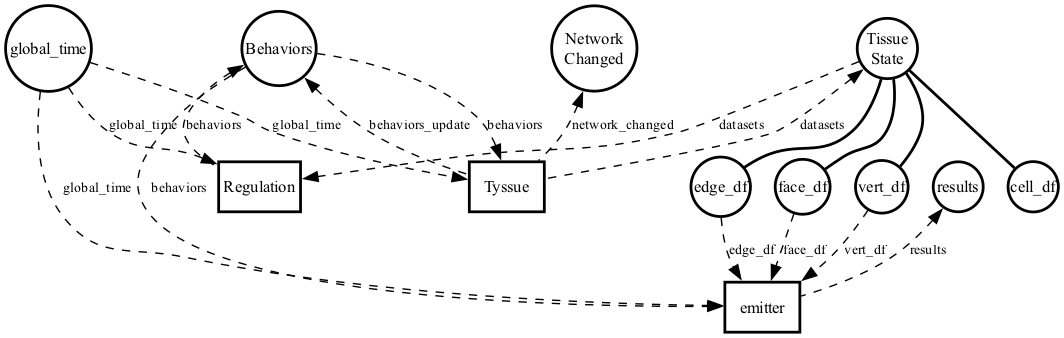 global_time
Behaviors
Network
Changed
Tissue
State
global_time
behaviors
global_time
behaviors_update
behaviors
network_changed
datasets
datasets
global_time
behaviors
Regulation
Tyssue
edge_df
face_df
vert_df
results
cell_df
edge_df
face_df
vert_df
results
emitter